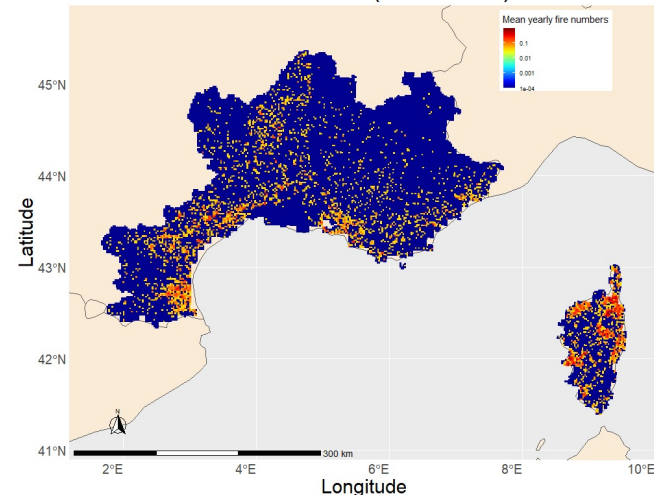 Mean yearly fire numbers
0.1
0.01
0.001
1e-04
45°N
44°N
43°N
42°N
41°N
Latitude
N
300 km
2°E
4°E
6°E
8°E
10°E
Longitude